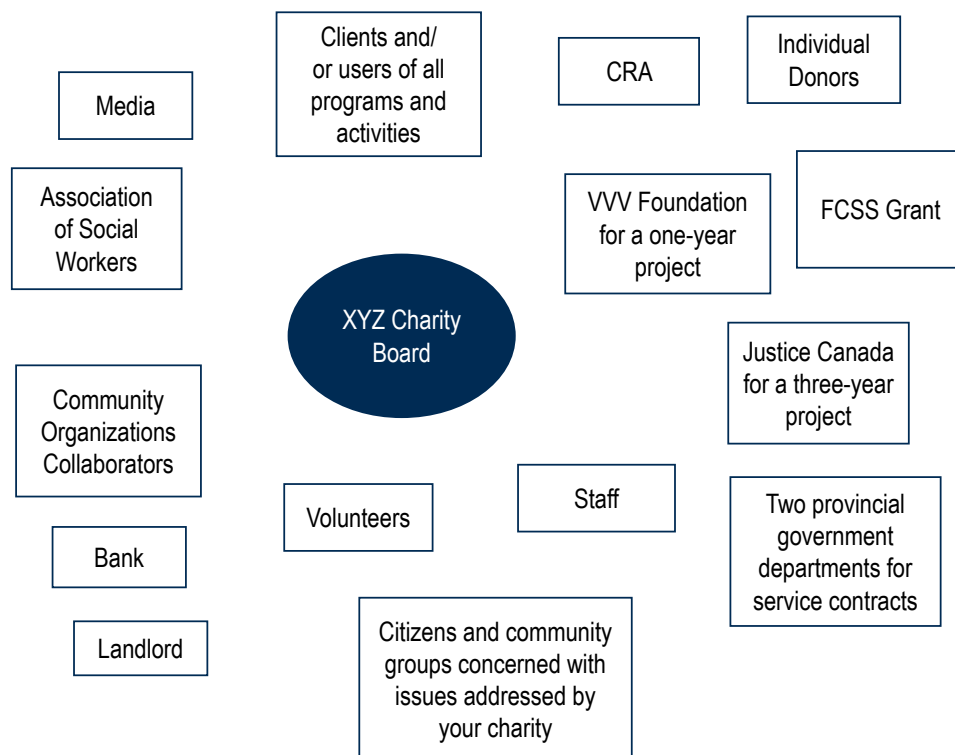 Clients and/
or users of all
programs and
activities
CRA
Individual
Donors
Media
Association
of Social
Workers
VVV Foundation
for a one-year
project
FCSS Grant
XYZ Charity
Board
Justice Canada
for a three-year
project
Community
Organizations
Collaborators
Volunteers
Staff
Two provincial
government
departments for
service contracts
Bank
Landlord
Citizens and community
groups concerned with
issues addressed by
your charity